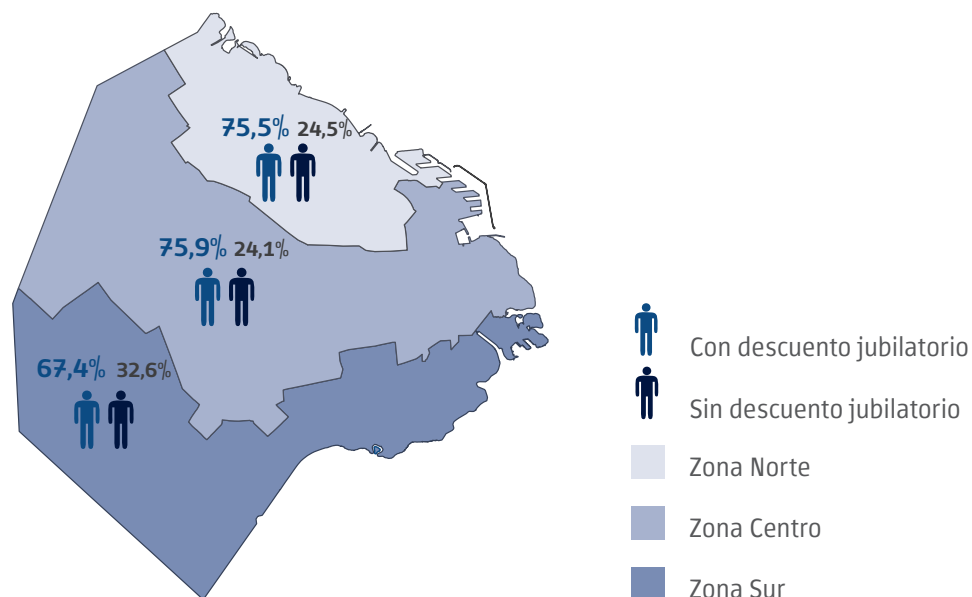 75,5% 24,5%
75,9% 24,1%
67,4% 32,6%
Con descuento jubilatorio
Sin descuento jubilatorio
Zona Norte
Zona Centro
Zona Sur